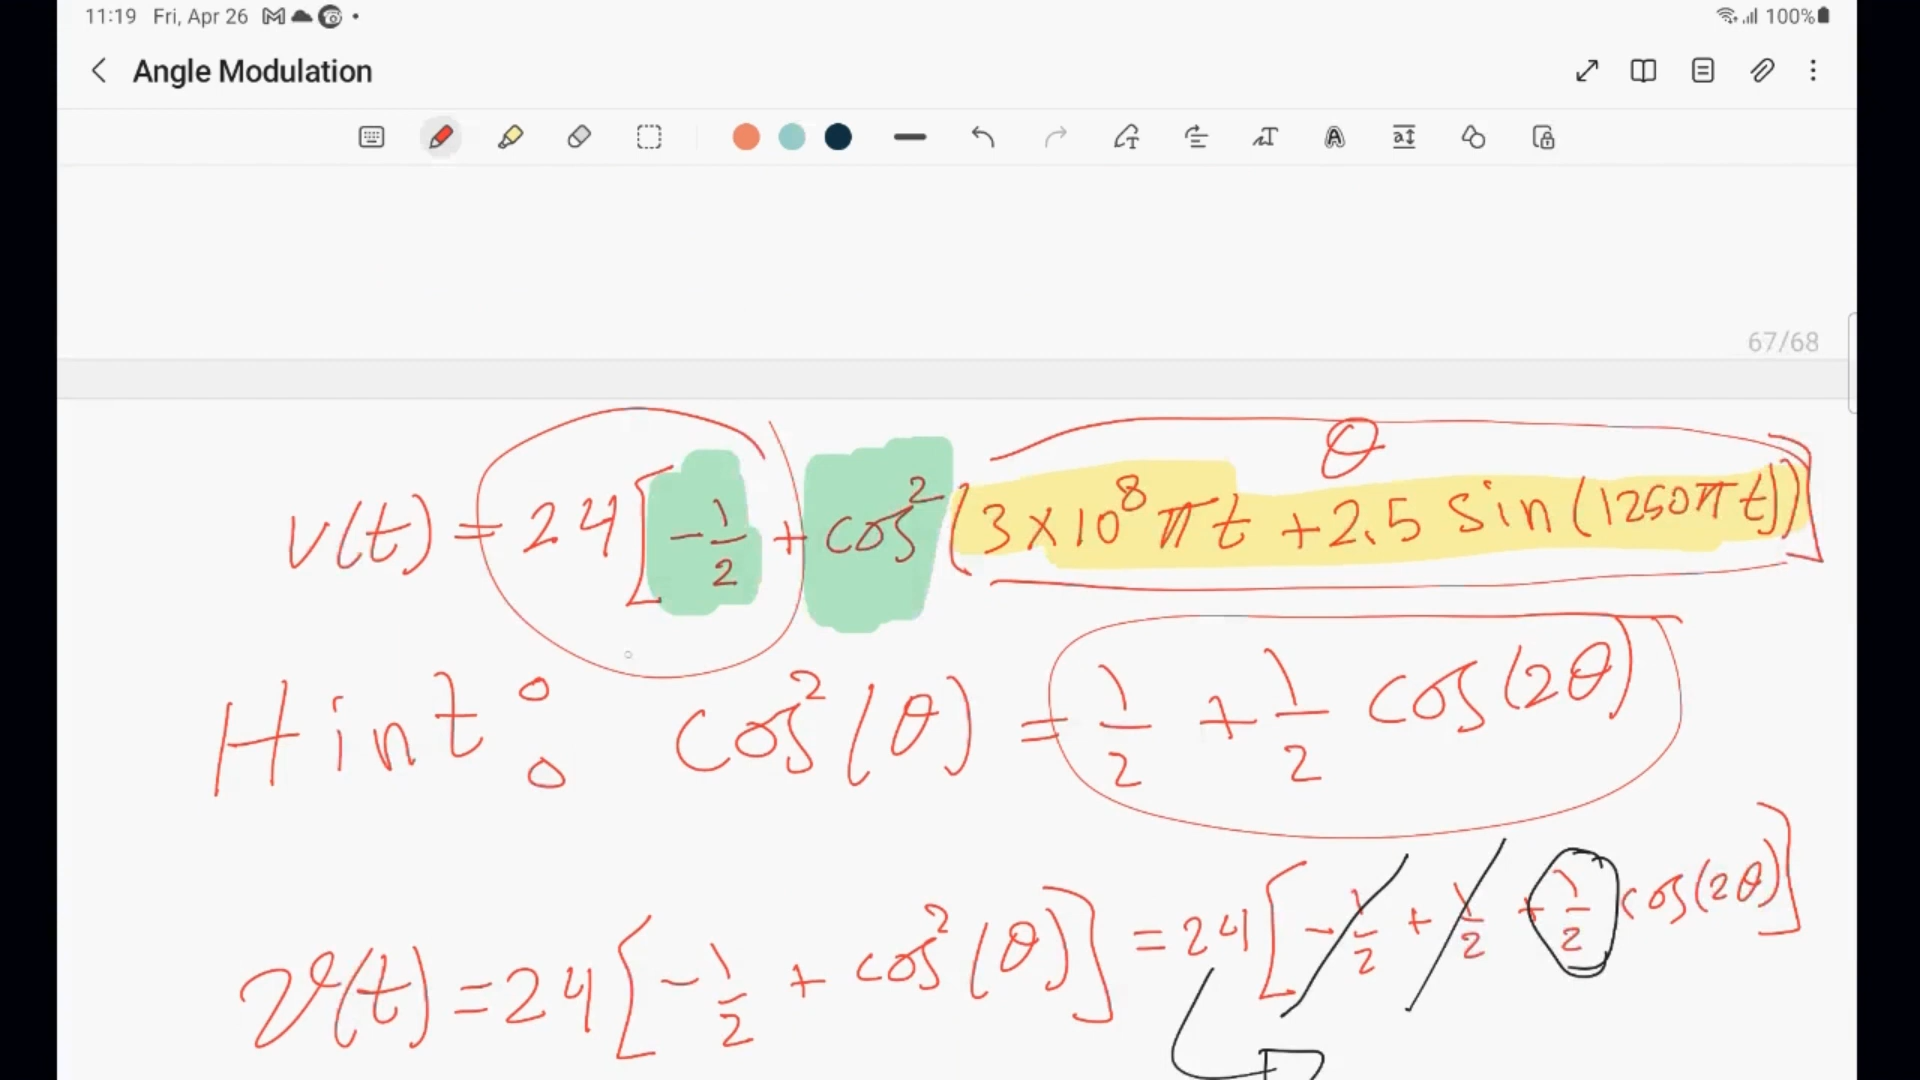 11:19 Fri, Apr 26 100%
Angle Modulation
67/68
θ
v(t) = 24[-1/2 + cos²(3×10⁸πt + 2.5 sin(1250πt))]
Hint: cos²(θ) = 1/2 + 1/2 cos(2θ)
v(t) = 24[-1/2 + cos²(θ)] = 24[-1/2 + 1/2 + 1/2 cos(2θ)]